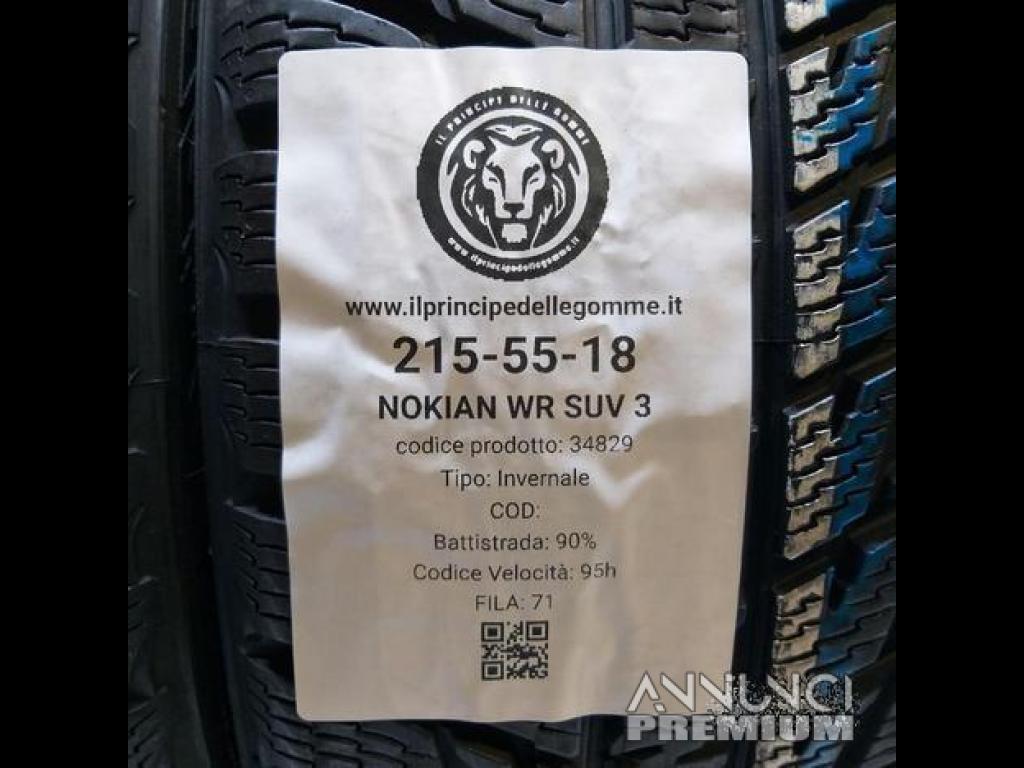 IL PRINCIPE DELLE GOMME
www.ilprincipedellegomme.it
www.ilprincipedellegomme.it
215-55-18
NOKIAN WR SUV 3
codice prodotto: 34829
Tipo: Invernale
COD:
Battistrada: 90%
Codice Velocità: 95h
FILA: 71
ANNUNCI
PREMIUM